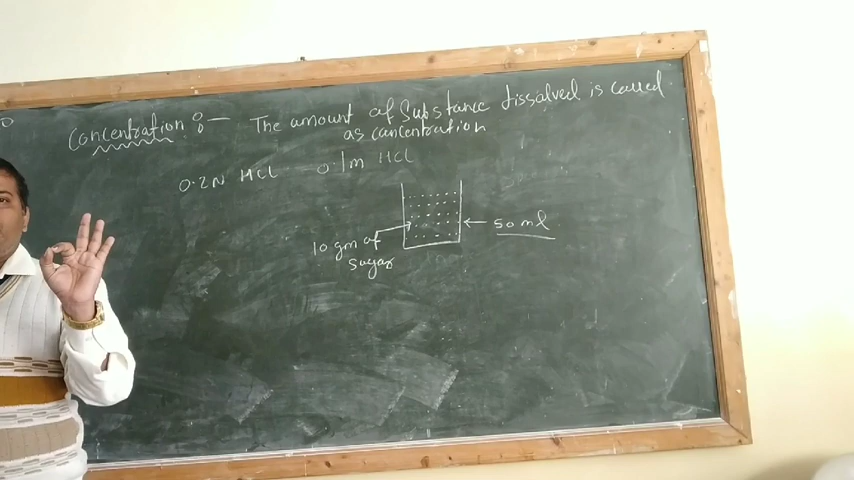 Concentration :— The amount of Substance dissolved is called
as concentration
0.2N HCl 0.1m HCl
10 gm of
sugar
50 ml